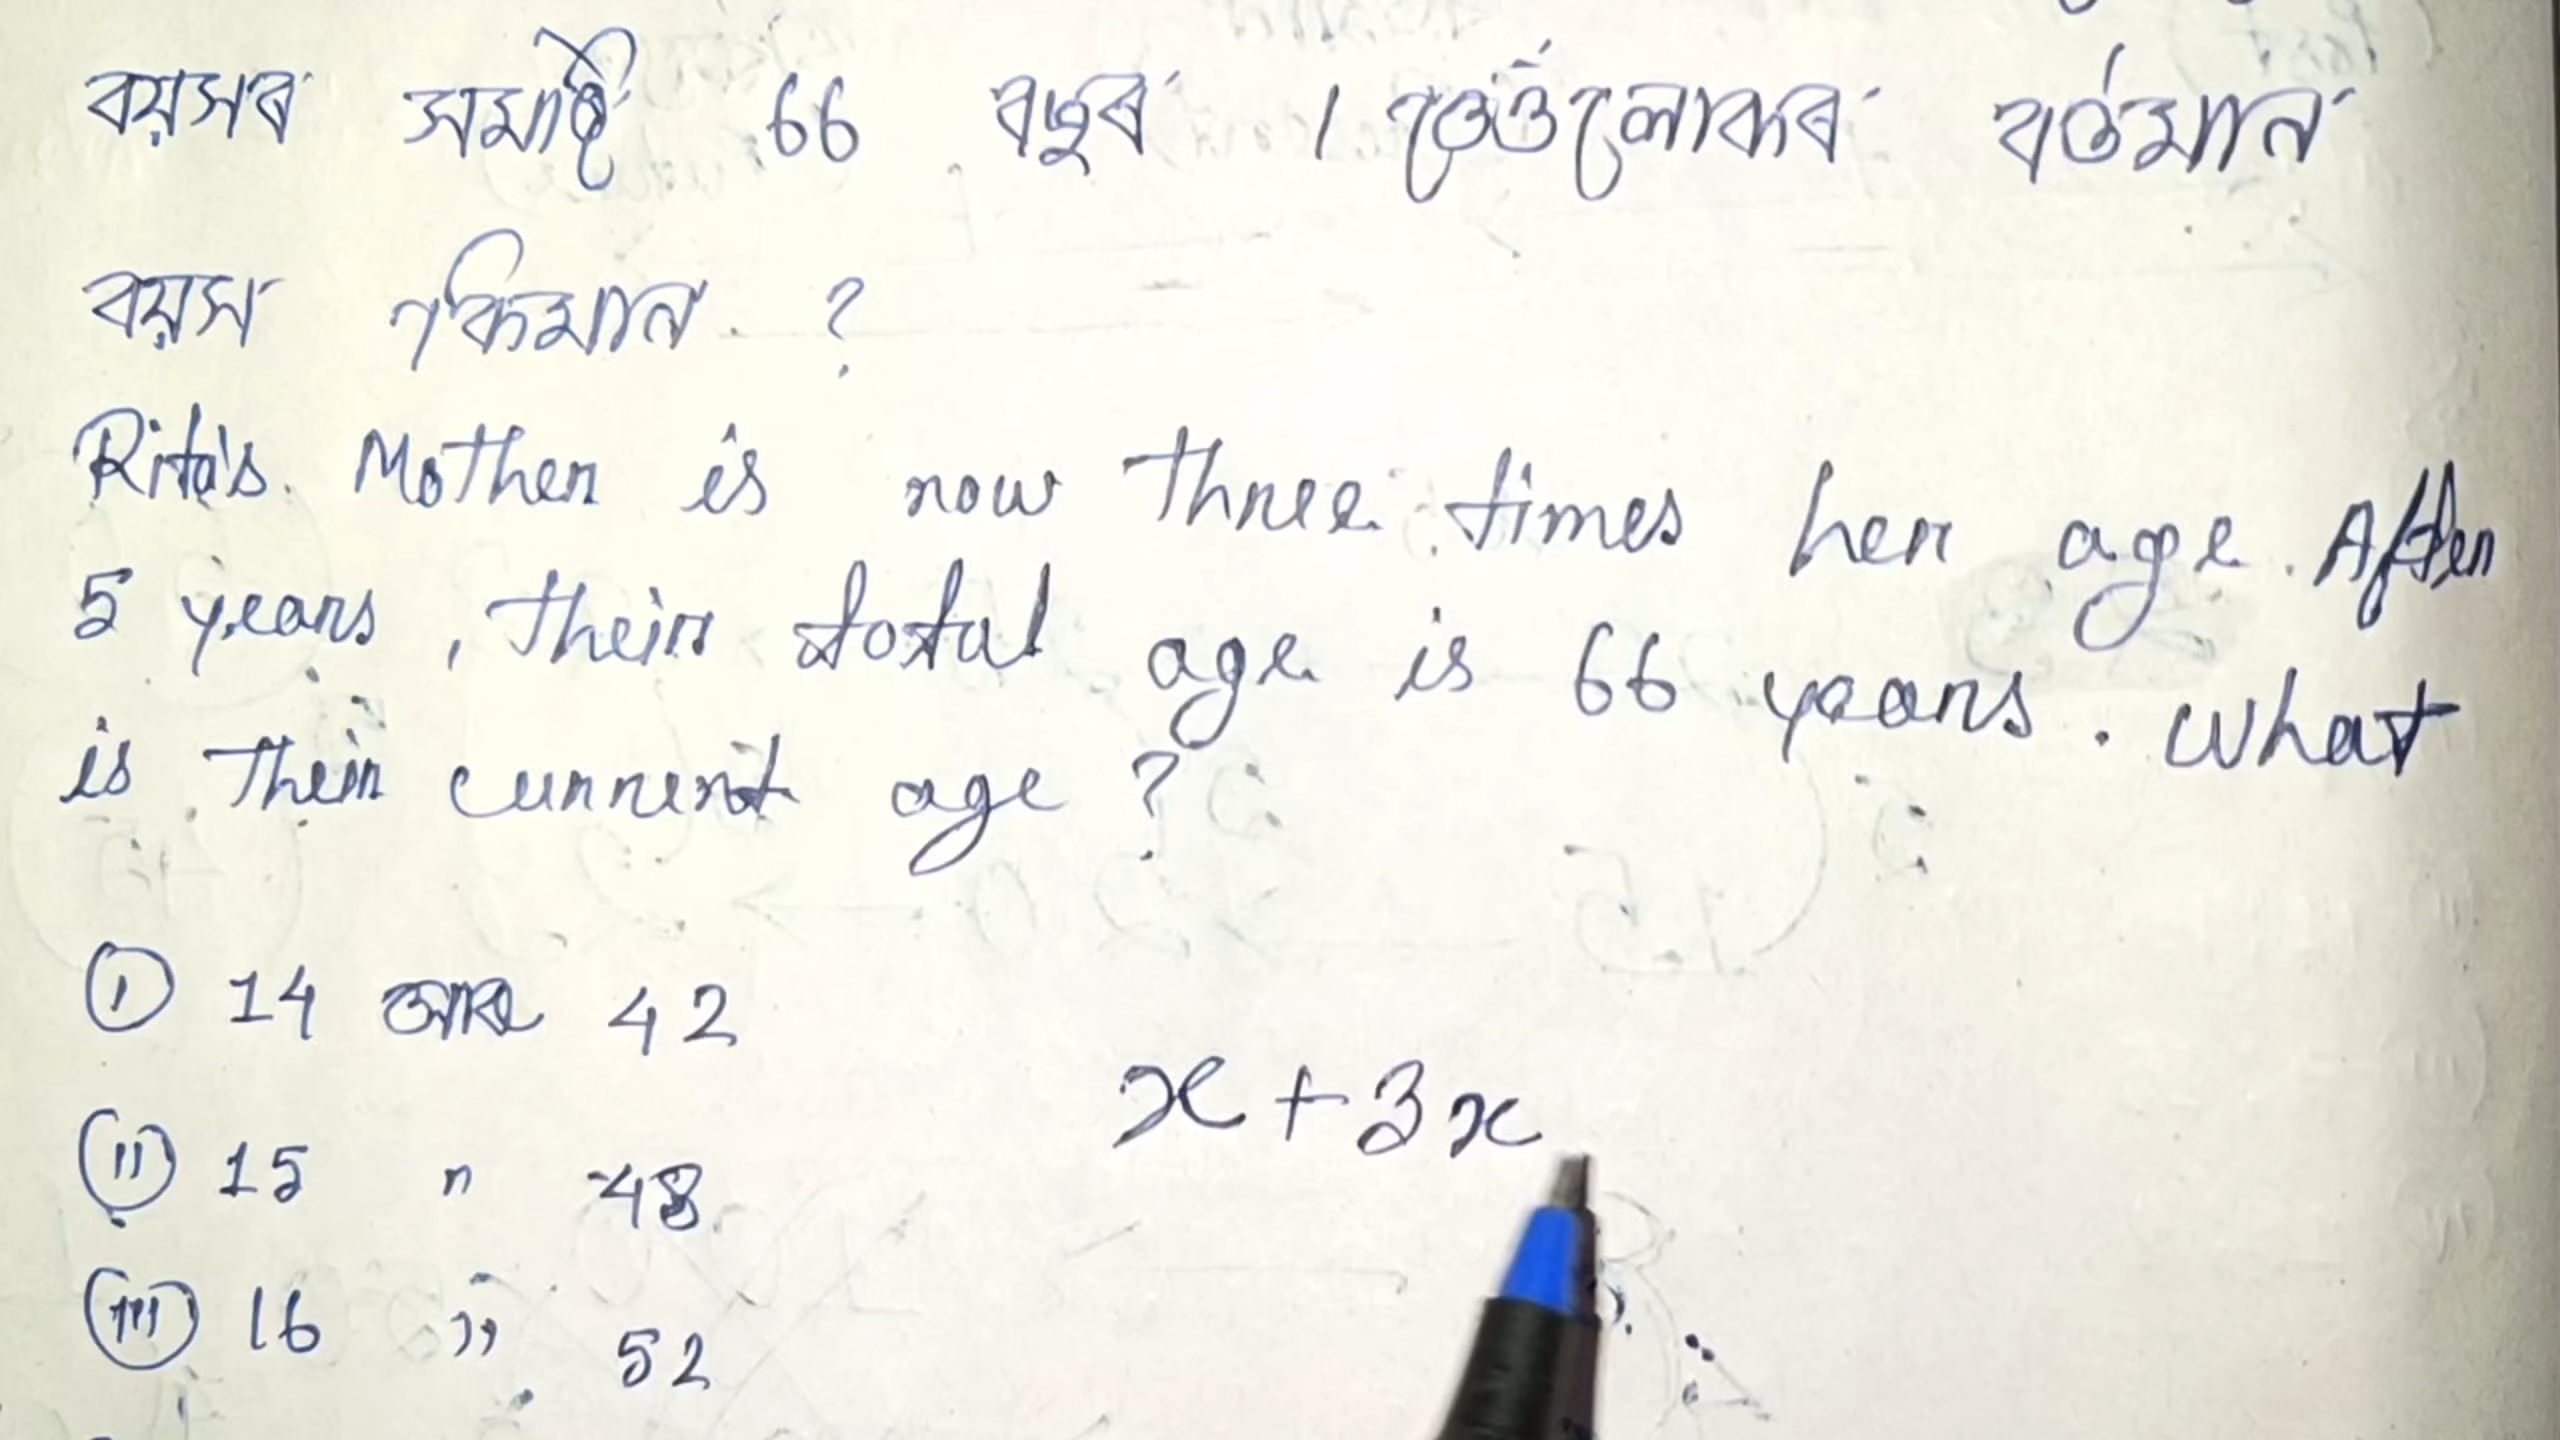 বয়সৰ সমষ্টি 66 বছৰ । তেওঁলোকৰ বৰ্তমান
বয়স কিমান ?
Rita's Mother is now three times her age. After
5 years, their total age is 66 years. What
is their current age ?
(i) 14 আৰু 42
(ii) 15 " 48
(iii) 16 " 52
x + 3x